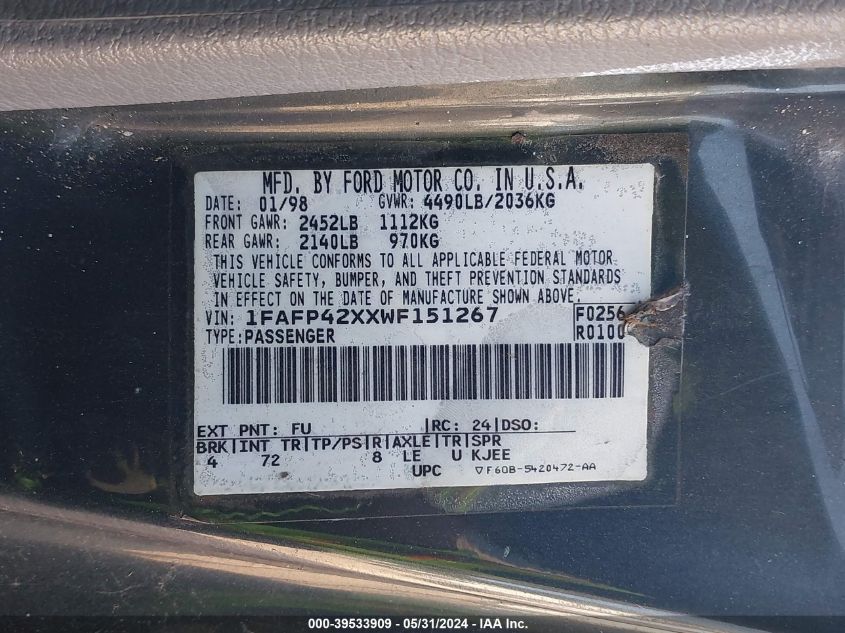 MFD. BY FORD MOTOR CO. IN U.S.A.
DATE: 01/98 GVWR: 4490LB/2036KG
FRONT GAWR: 2452LB 1112KG
REAR GAWR: 2140LB 970KG
THIS VEHICLE CONFORMS TO ALL APPLICABLE FEDERAL MOTOR
VEHICLE SAFETY, BUMPER, AND THEFT PREVENTION STANDARDS
IN EFFECT ON THE DATE OF MANUFACTURE SHOWN ABOVE.
VIN: 1FAFP42XXWF151267 F0256
TYPE: PASSENGER R0100
EXT PNT: FU |RC: 24|DSO:
BRK|INT TR|TP/PS|R|AXLE|TR|SPR
4 72 8 LE U KJEE
UPC ▽F60B-5420472-AA
000-39533909 - 05/31/2024 - IAAI.com